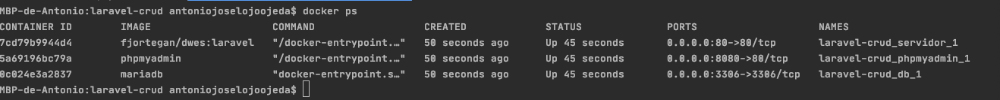 MBP-de-Antonio:laravel-crud antoniojoselojoojeda$ docker ps
CONTAINER ID IMAGE COMMAND CREATED STATUS PORTS NAMES
7cd79b9944d4 fjortegan/dwes:laravel "/docker-entrypoint.…" 50 seconds ago Up 45 seconds 0.0.0.0:80->80/tcp laravel-crud_servidor_1
5a69196bc79a phpmyadmin "/docker-entrypoint.…" 50 seconds ago Up 45 seconds 0.0.0.0:8080->80/tcp laravel-crud_phpmyadmin_1
0c024e3a2837 mariadb "docker-entrypoint.s…" 50 seconds ago Up 45 seconds 0.0.0.0:3306->3306/tcp laravel-crud_db_1
MBP-de-Antonio:laravel-crud antoniojoselojoojeda$